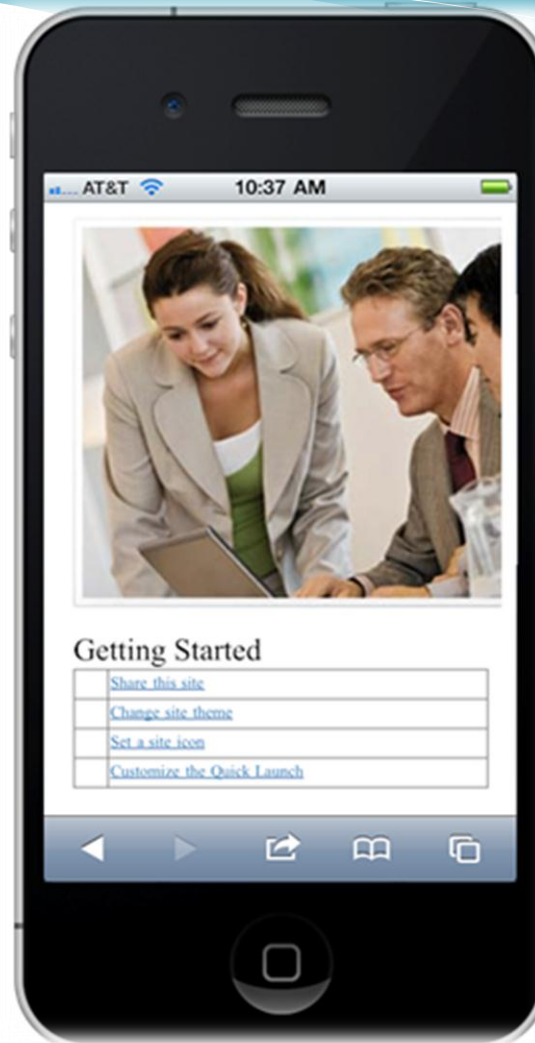 AT&T 10:37 AM
Getting Started
Share this site
Change site theme
Set a site icon
Customize the Quick Launch